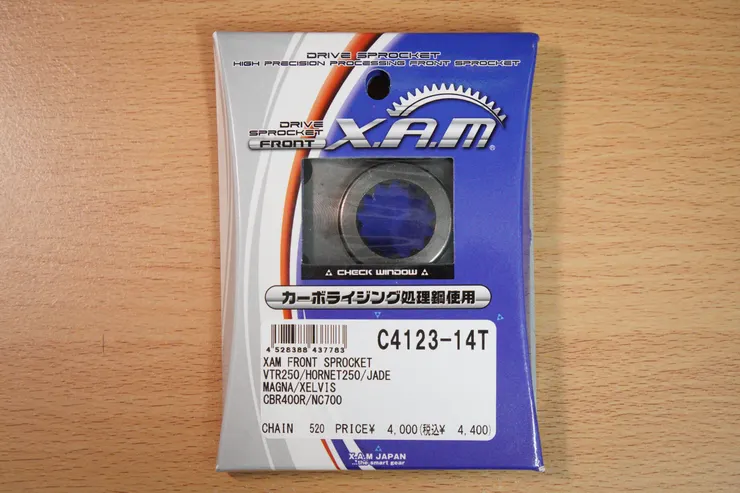 DRIVE SPROCKET
HIGH PRECISION PROCESSING FRONT SPROCKET
DRIVE
SPROCKET
FRONT
X.A.M®
△ CHECK WINDOW △
カーボライジング処理鋼使用
4 528388 437783
C4123-14T
XAM FRONT SPROCKET
VTR250/HORNET250/JADE
MAGNA/XELVIS
CBR400R/NC700
CHAIN 520 PRICE¥ 4.000(税込¥ 4.400)
X.A.M JAPAN
...the smart gear